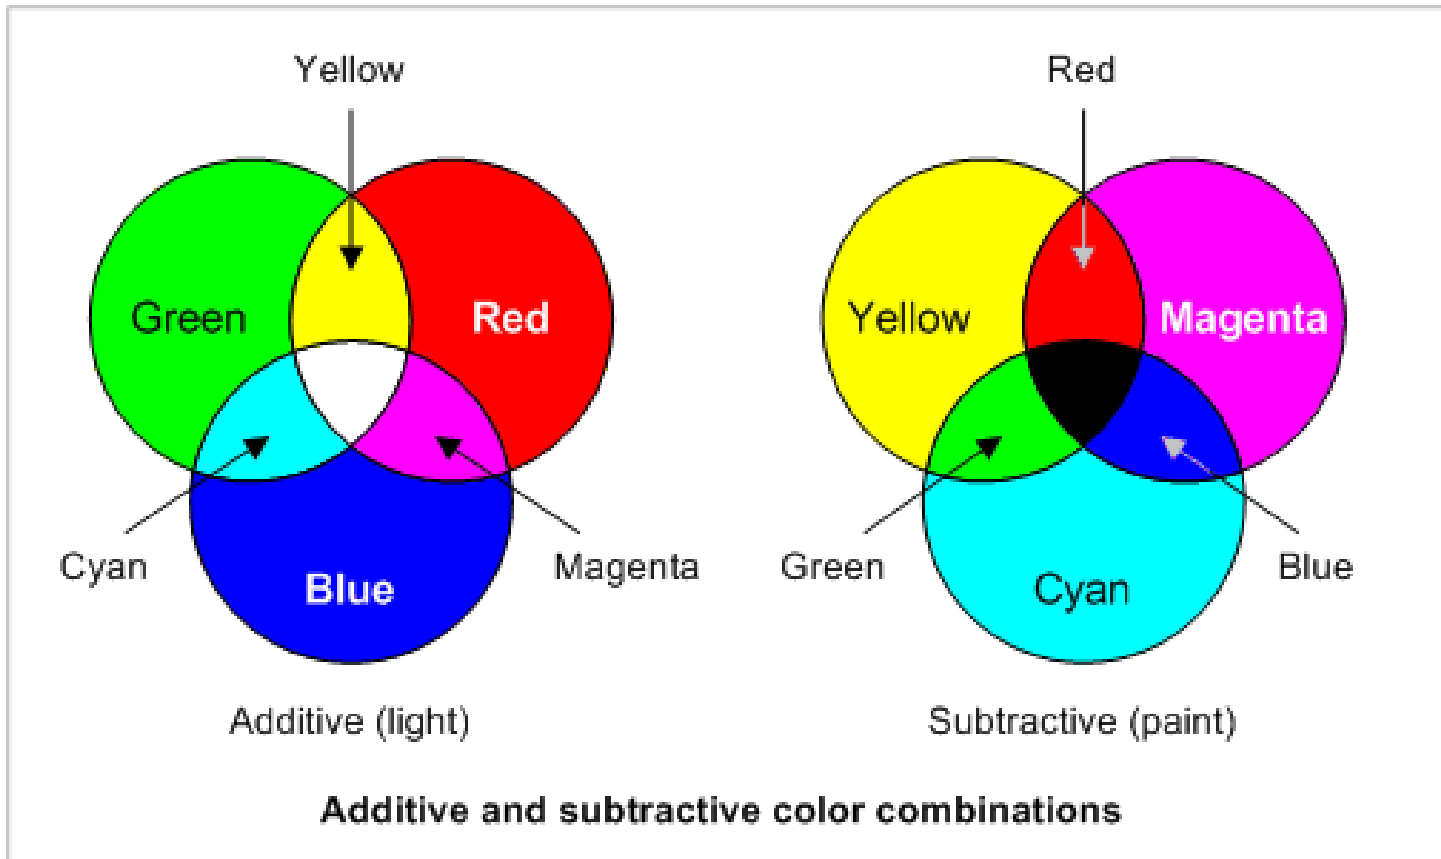 Yellow
Red
Green
Red
Yellow
Magenta
Cyan
Magenta
Green
Blue
Blue
Cyan
Additive (light)
Subtractive (paint)
Additive and subtractive color combinations